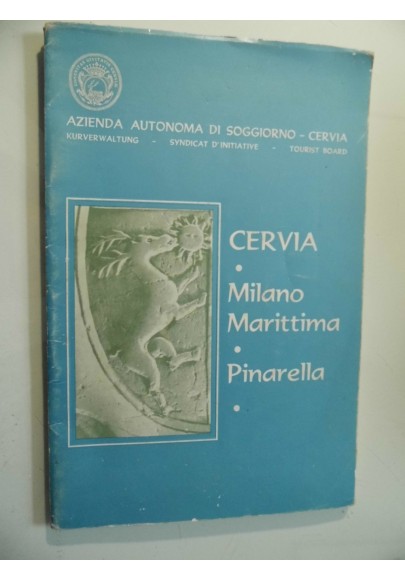 AZIENDA AUTONOMA DI SOGGIORNO - CERVIA
KURVERWALTUNG - SYNDICAT D'INITIATIVE - TOURIST BOARD
CERVIA
•
Milano
Marittima
•
Pinarella
•